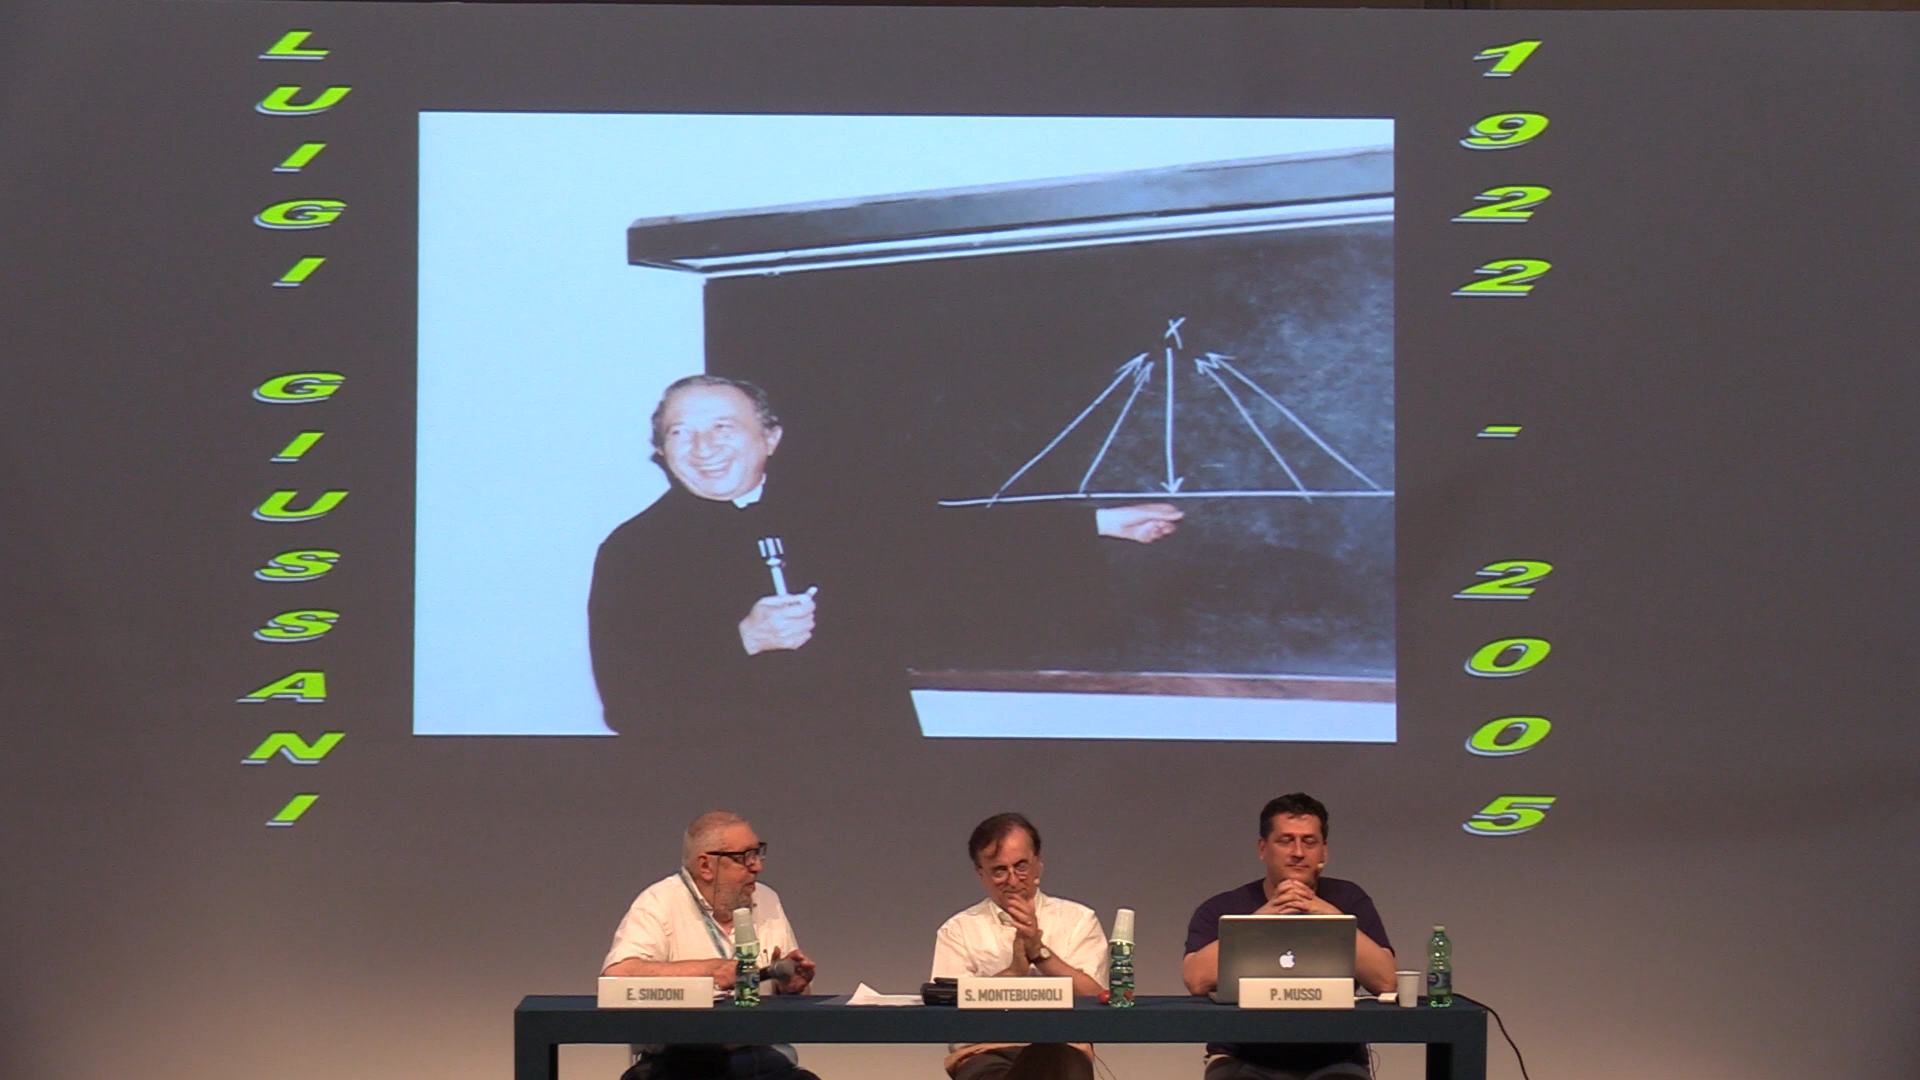 LUIGI GIUSSANI
1922 - 2005
X
E. SINDONI
S. MONTEBUGNOLI
P. MUSSO